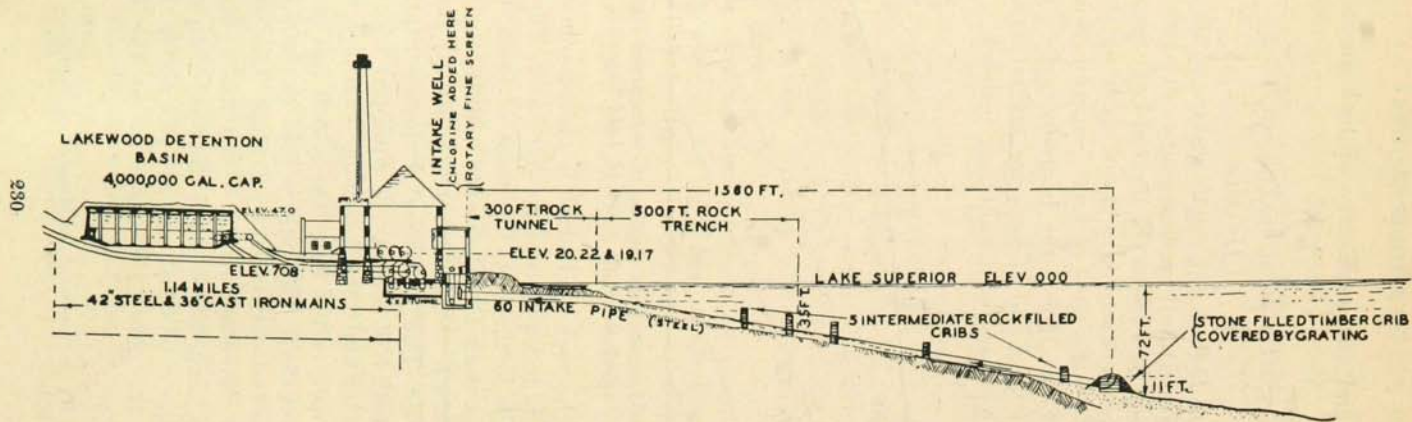 LAKEWOOD DETENTION
BASIN
4,000,000 GAL. CAP.
ELEV. 47.0
280
INTAKE WELL
CHLORINE ADDED HERE
ROTARY FINE SCREEN
1560 FT.
300 FT. ROCK
TUNNEL
500 FT. ROCK
TRENCH
ELEV. 20.22 & 19.17
ELEV. 7.08
LAKE SUPERIOR ELEV 000
1.14 MILES
42" STEEL & 36" CAST IRON MAINS
TUNNEL
60 INTAKE PIPE (STEEL)
35 FT.
5 INTERMEDIATE ROCK FILLED
CRIBS
72 FT.
STONE FILLED TIMBER CRIB
COVERED BY GRATING
11 FT.